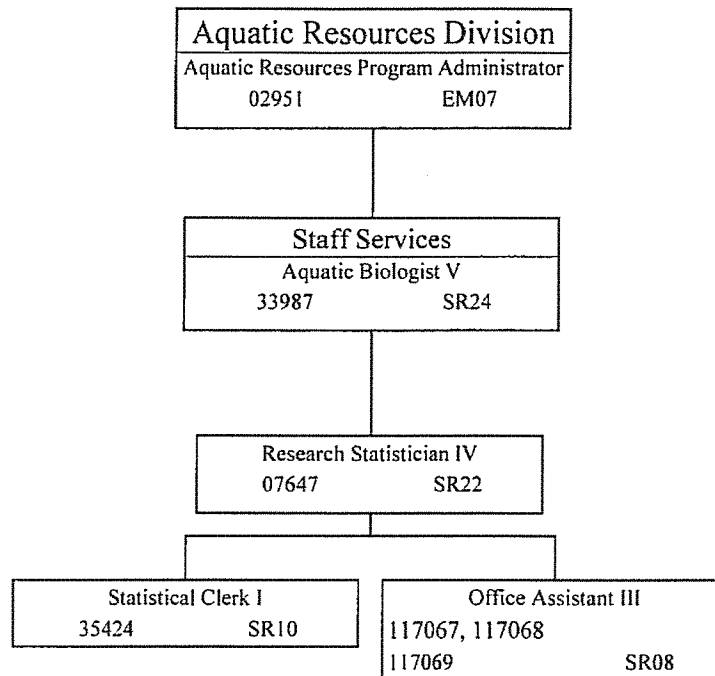 Aquatic Resources Division
Aquatic Resources Program Administrator
02951 EM07
Staff Services
Aquatic Biologist V
33987 SR24
Research Statistician IV
07647 SR22
Statistical Clerk I
35424 SR10
Office Assistant III
117067, 117068
117069 SR08